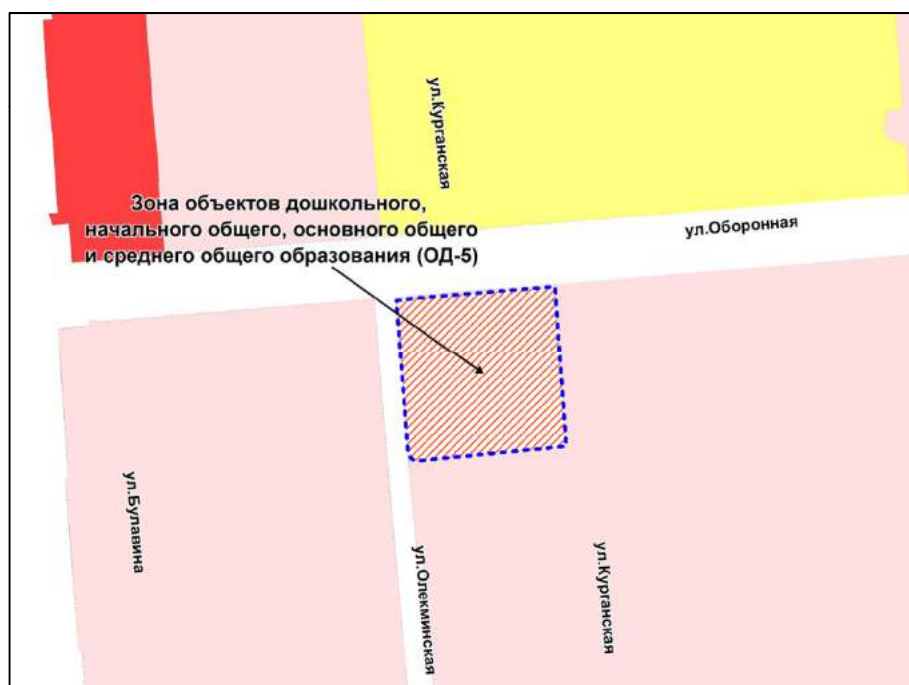 ул.Курганская
Зона объектов дошкольного,
начального общего, основного общего
и среднего общего образования (ОД-5)
ул.Оборонная
ул.Булавина
ул.Олекминская
ул.Курганская